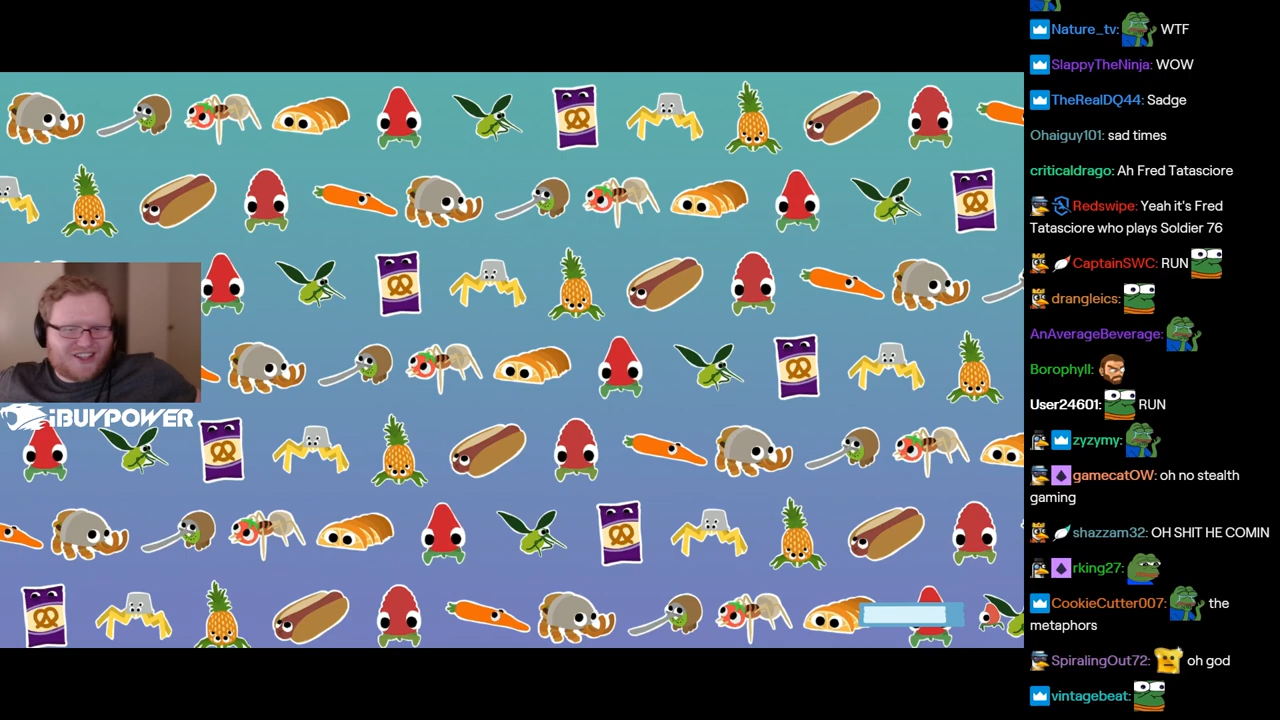 iBUYPOWER
Nature_tv: WTF
SlappyTheNinja: WOW
TheRealDQ44: Sadge
Ohaiguy101: sad times
criticaldrago: Ah Fred Tatasciore
Redswipe: Yeah it's Fred
Tatasciore who plays Soldier 76
CaptainSWC: RUN
drangleics:
AnAverageBeverage:
Borophyll:
User24601: RUN
zyzymy:
gamecatOW: oh no stealth
gaming
shazzam32: OH SHIT HE COMIN
rking27:
CookieCutter007: the
metaphors
SpiralingOut72: oh god
vintagebeat: